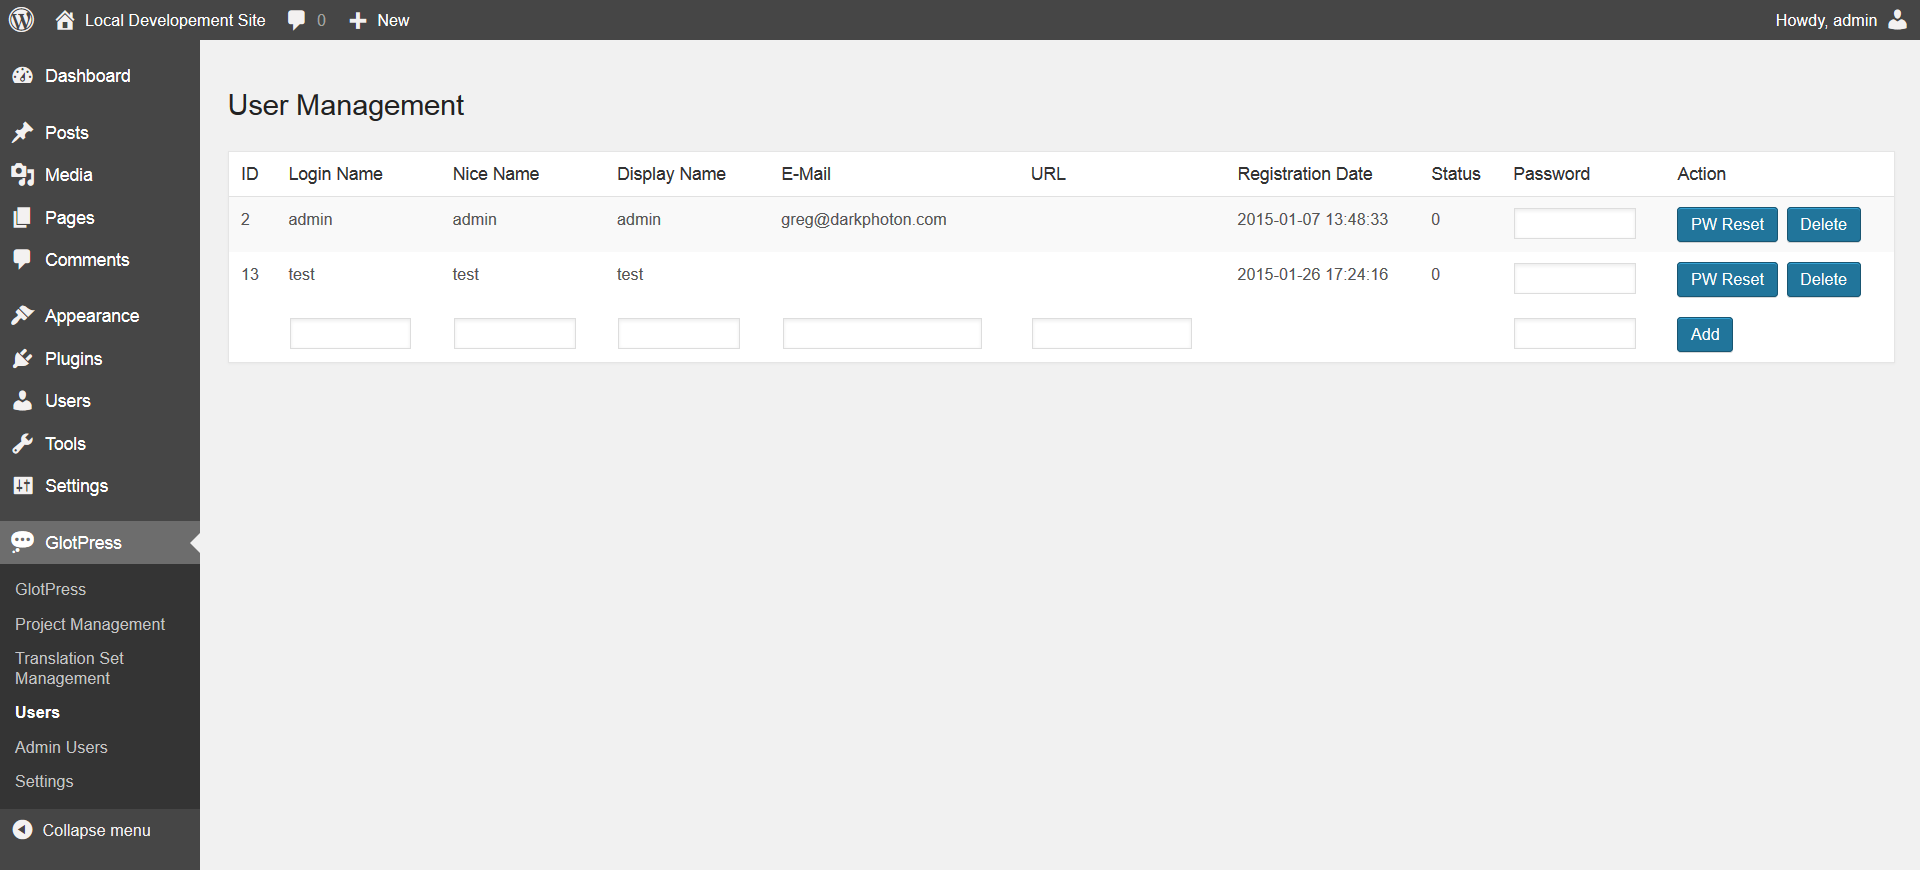 Local Developement Site 0 New Howdy, admin
Dashboard
Posts
Media
Pages
Comments
Appearance
Plugins
Users
Tools
Settings
GlotPress
GlotPress
Project Management
Translation Set
Management
Users
Admin Users
Settings
Collapse menu
User Management
ID Login Name Nice Name Display Name E-Mail URL Registration Date Status Password Action
2 admin admin admin greg@darkphoton.com 2015-01-07 13:48:33 0 PW Reset Delete
13 test test test 2015-01-26 17:24:16 0 PW Reset Delete
Add